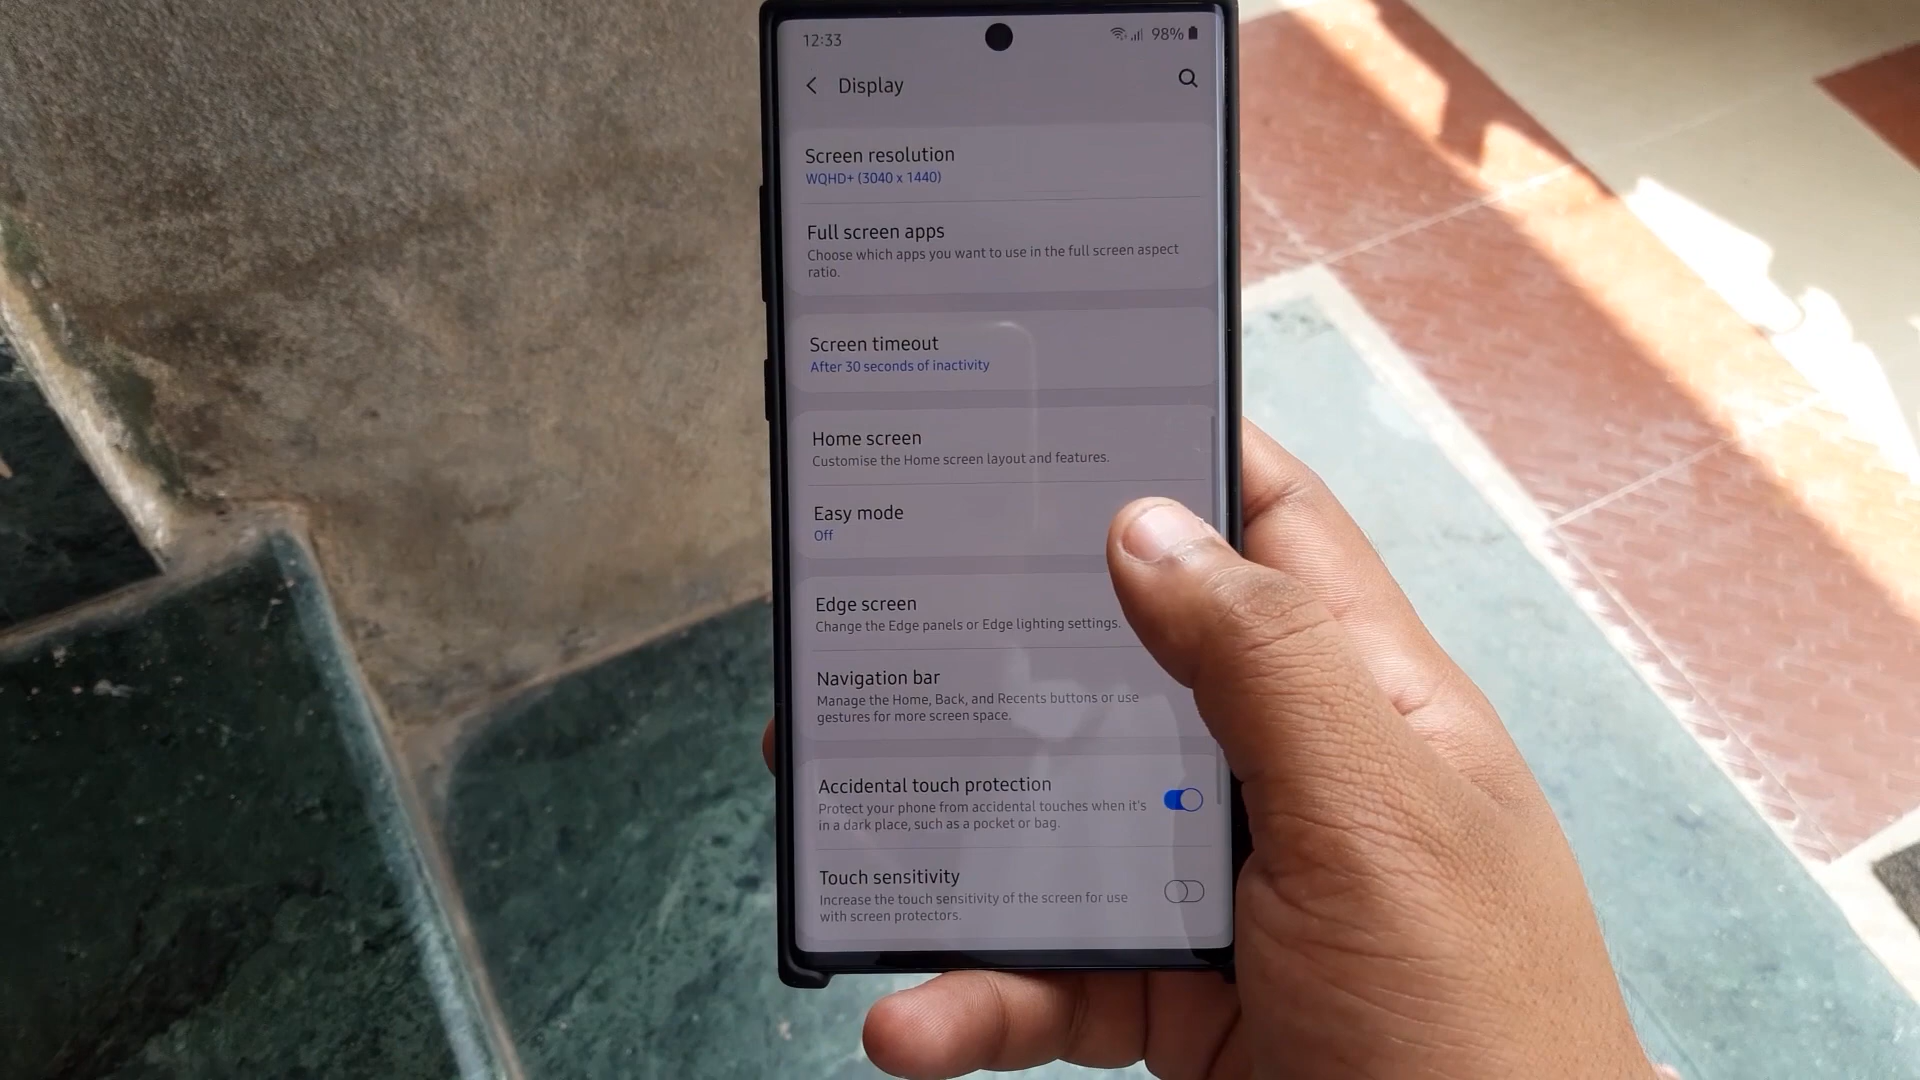 12:33
98%
Display
Screen resolution
WQHD+ (3040 x 1440)
Full screen apps
Choose which apps you want to use in the full screen aspect
ratio.
Screen timeout
After 30 seconds of inactivity
Home screen
Customise the Home screen layout and features.
Easy mode
Off
Edge screen
Change the Edge panels or Edge lighting settings.
Navigation bar
Manage the Home, Back, and Recents buttons or use
gestures for more screen space.
Accidental touch protection
Protect your phone from accidental touches when it's
in a dark place, such as a pocket or bag.
Touch sensitivity
Increase the touch sensitivity of the screen for use
with screen protectors.